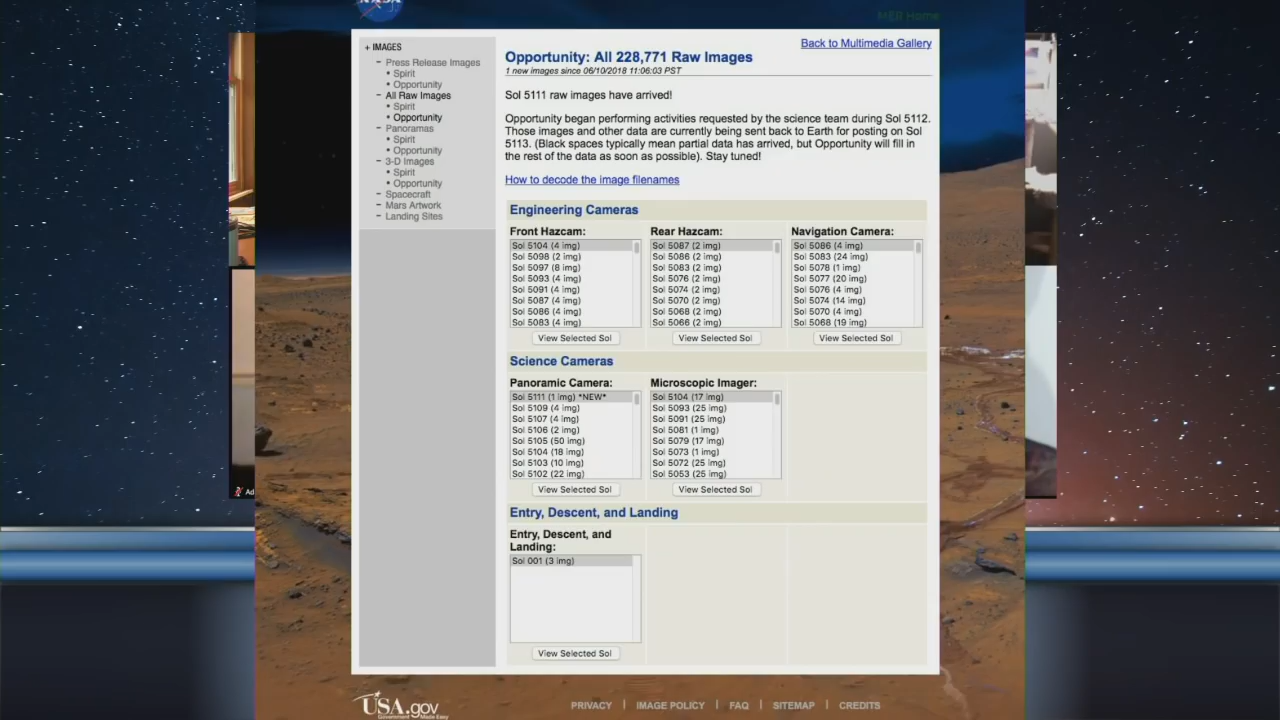 NASA
MER Home
+ IMAGES
– Press Release Images
• Spirit
• Opportunity
– All Raw Images
• Spirit
• Opportunity
– Panoramas
• Spirit
• Opportunity
– 3-D Images
• Spirit
• Opportunity
– Spacecraft
– Mars Artwork
– Landing Sites
Back to Multimedia Gallery
Opportunity: All 228,771 Raw Images
1 new images since 06/10/2018 11:06:03 PST
Sol 5111 raw images have arrived!
Opportunity began performing activities requested by the science team during Sol 5112.
Those images and other data are currently being sent back to Earth for posting on Sol
5113. (Black spaces typically mean partial data has arrived, but Opportunity will fill in
the rest of the data as soon as possible). Stay tuned!
How to decode the image filenames
Engineering Cameras
Front Hazcam:
Sol 5104 (4 img)
Sol 5098 (2 img)
Sol 5097 (8 img)
Sol 5093 (4 img)
Sol 5091 (4 img)
Sol 5087 (4 img)
Sol 5086 (4 img)
Sol 5083 (4 img)
View Selected Sol
Rear Hazcam:
Sol 5087 (2 img)
Sol 5086 (2 img)
Sol 5083 (2 img)
Sol 5076 (2 img)
Sol 5074 (2 img)
Sol 5070 (2 img)
Sol 5068 (2 img)
Sol 5066 (2 img)
View Selected Sol
Navigation Camera:
Sol 5086 (4 img)
Sol 5083 (24 img)
Sol 5078 (1 img)
Sol 5077 (20 img)
Sol 5076 (4 img)
Sol 5074 (14 img)
Sol 5070 (4 img)
Sol 5068 (19 img)
View Selected Sol
Science Cameras
Panoramic Camera:
Sol 5111 (1 img) *NEW*
Sol 5109 (4 img)
Sol 5107 (4 img)
Sol 5106 (2 img)
Sol 5105 (50 img)
Sol 5104 (18 img)
Sol 5103 (10 img)
Sol 5102 (22 img)
View Selected Sol
Microscopic Imager:
Sol 5104 (17 img)
Sol 5093 (25 img)
Sol 5091 (25 img)
Sol 5081 (1 img)
Sol 5079 (17 img)
Sol 5073 (1 img)
Sol 5072 (25 img)
Sol 5053 (25 img)
View Selected Sol
Entry, Descent, and Landing
Entry, Descent, and
Landing:
Sol 001 (3 img)
View Selected Sol
Ad
USA.gov
Government Made Easy
PRIVACY | IMAGE POLICY | FAQ | SITEMAP | CREDITS